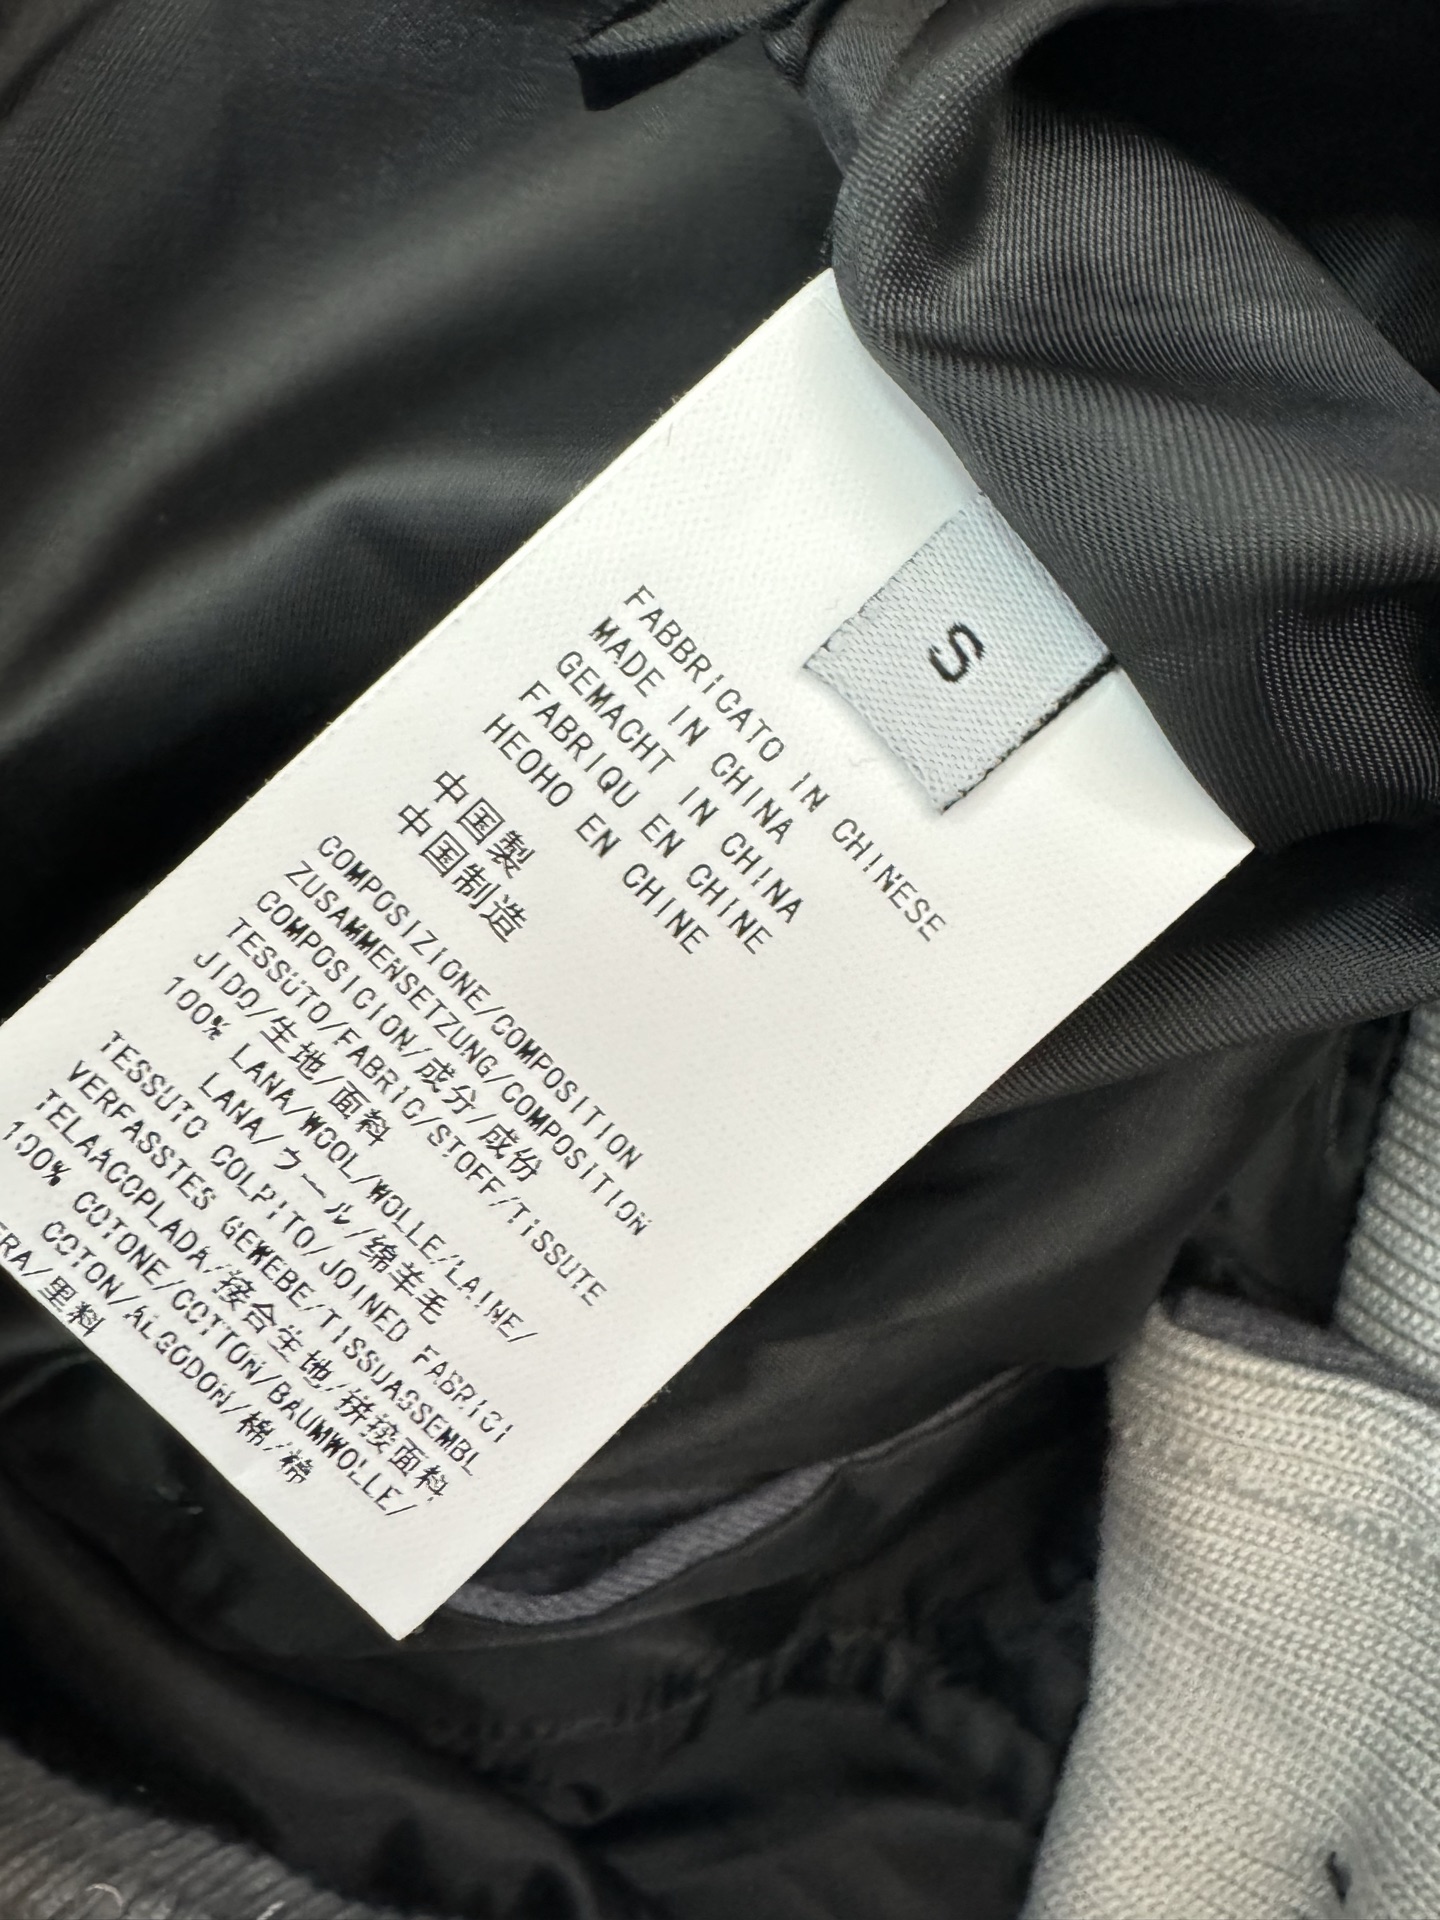 S
FABBRICATO IN CHINESE
MADE IN CHINA
GEMACHT IN CHINA
FABRIQU EN CHINE
HEOHO EN CHINE
中国製
中国制造
COMPOSIZIONE/COMPOSITION
ZUSAMMENSETZUNG/COMPOSITION
COMPOSICION/成分/成份
TESSUTO/FABRIC/STOFF/TISSUTE
JIDO/生地/面料
100% LANA/WOOL/WOLLE/LAINE/
LANA/ウール/绵羊毛
TESSUTO COLPITO/JOINED FABRICI
VERFASSTES GEWEBE/TISSUASSEMBL
TELAACOPLADA/接合生地/拼接面料
100% COTONE/COTTON/BAUMWOLLE/
COTON/ALGODON/棉/棉
ERA/里料